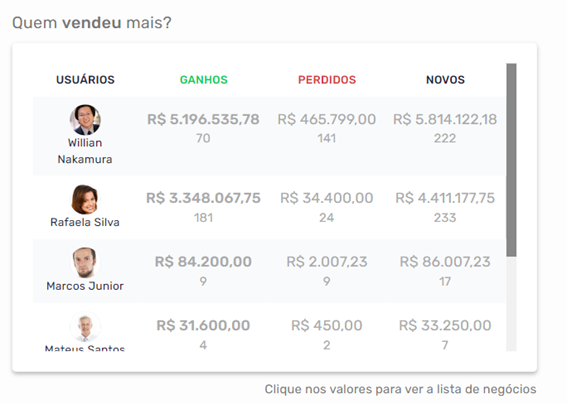 Quem vendeu mais?
USUÁRIOS GANHOS PERDIDOS NOVOS
R$ 5.196.535,78 R$ 465.799,00 R$ 5.814.122,18
70 141 222
Willian
Nakamura
R$ 3.348.067,75 R$ 34.400,00 R$ 4.411.177,75
181 24 233
Rafaela Silva
R$ 84.200,00 R$ 2.007,23 R$ 86.007,23
9 9 17
Marcos Junior
R$ 31.600,00 R$ 450,00 R$ 33.250,00
4 2 7
Mateus Santos
Clique nos valores para ver a lista de negócios